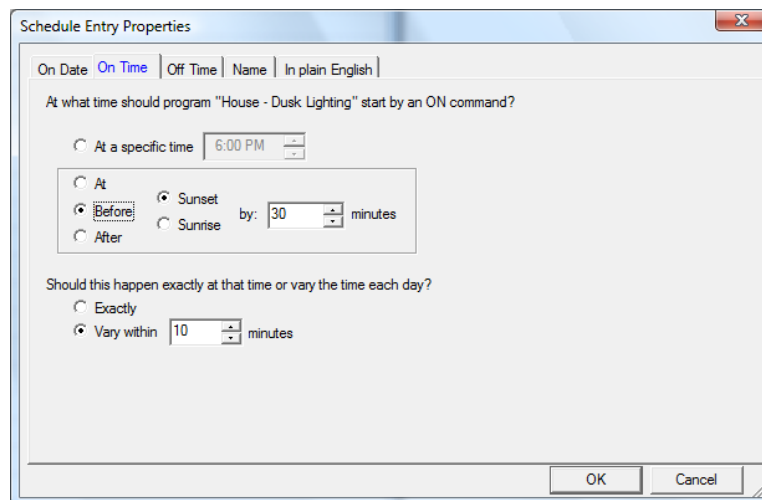 Schedule Entry Properties
X
On Date On Time Off Time Name In plain English
At what time should program "House - Dusk Lighting" start by an ON command?
At a specific time 6:00 PM
At
Sunset
Before by: 30 minutes
Sunrise
After
Should this happen exactly at that time or vary the time each day?
Exactly
Vary within 10 minutes
OK Cancel